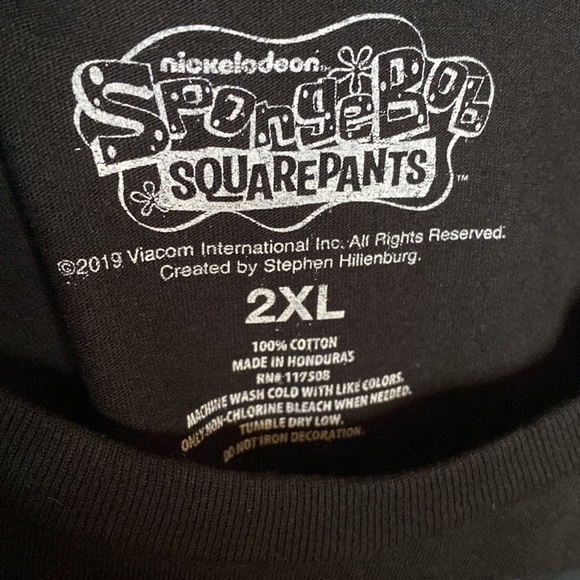 nickelodeon™
SpongeBob
SQUAREPANTS™
©2019 Viacom International Inc. All Rights Reserved.
Created by Stephen Hillenburg.
2XL
100% COTTON
MADE IN HONDURAS
RN# 117508
MACHINE WASH COLD WITH LIKE COLORS.
ONLY NON-CHLORINE BLEACH WHEN NEEDED.
TUMBLE DRY LOW.
DO NOT IRON DECORATION.